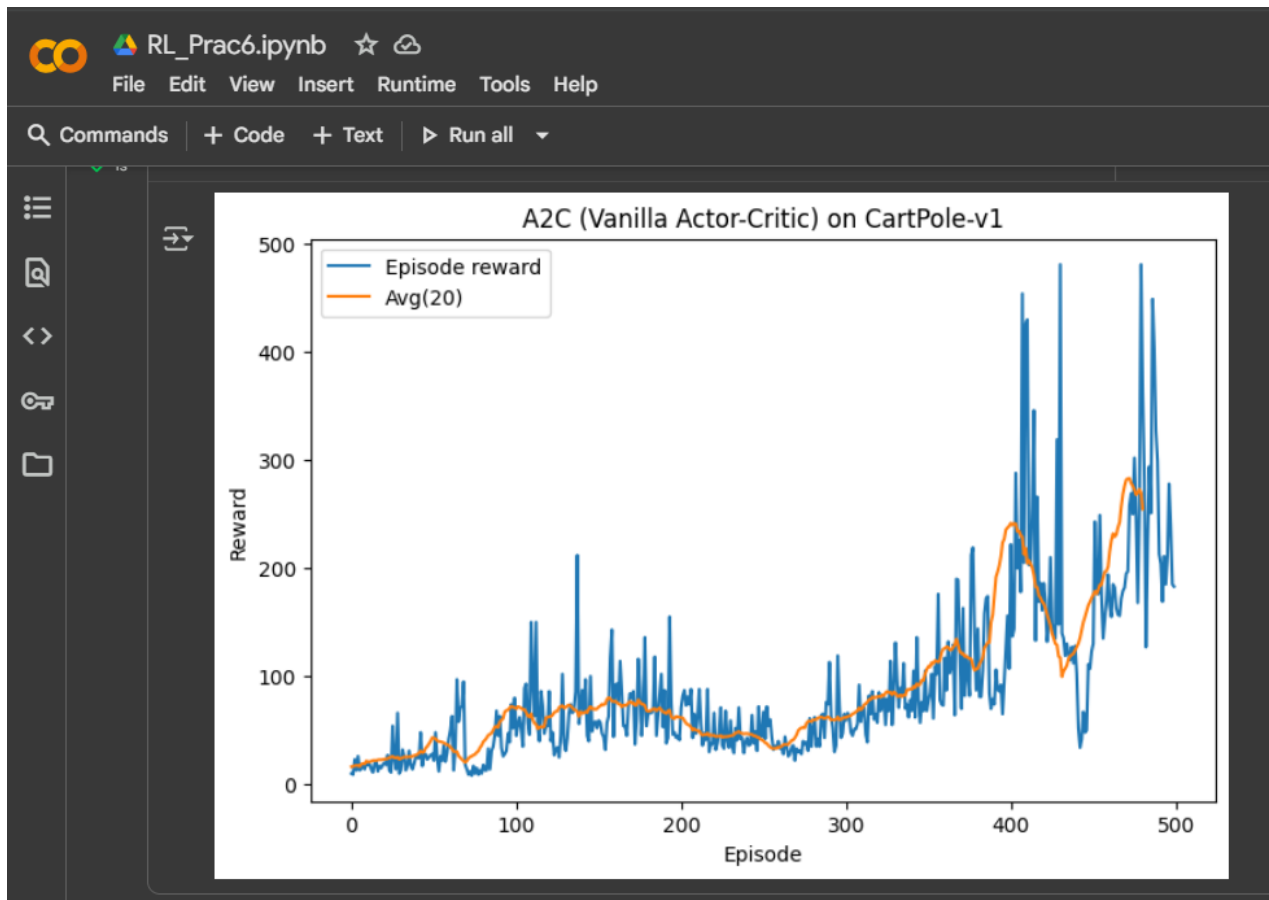 RL_Prac6.ipynb
File Edit View Insert Runtime Tools Help
Commands + Code + Text Run all
1s
A2C (Vanilla Actor-Critic) on CartPole-v1
Episode reward
Avg(20)
500
400
300
200
100
0
Reward
0 100 200 300 400 500
Episode